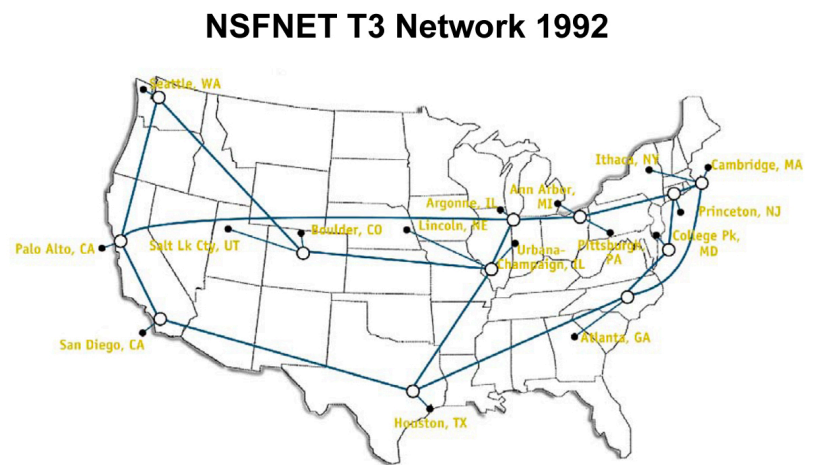 NSFNET T3 Network 1992
Seattle, WA
Ithaca, NY
Cambridge, MA
Ann Arbor,
MI
Argonne, IL
Princeton, NJ
Boulder, CO
Lincoln, NE
Salt Lk Cty, UT
Palo Alto, CA
Urbana-
Champaign, IL
Pittsburgh,
PA
College Pk,
MD
San Diego, CA
Atlanta, GA
Houston, TX